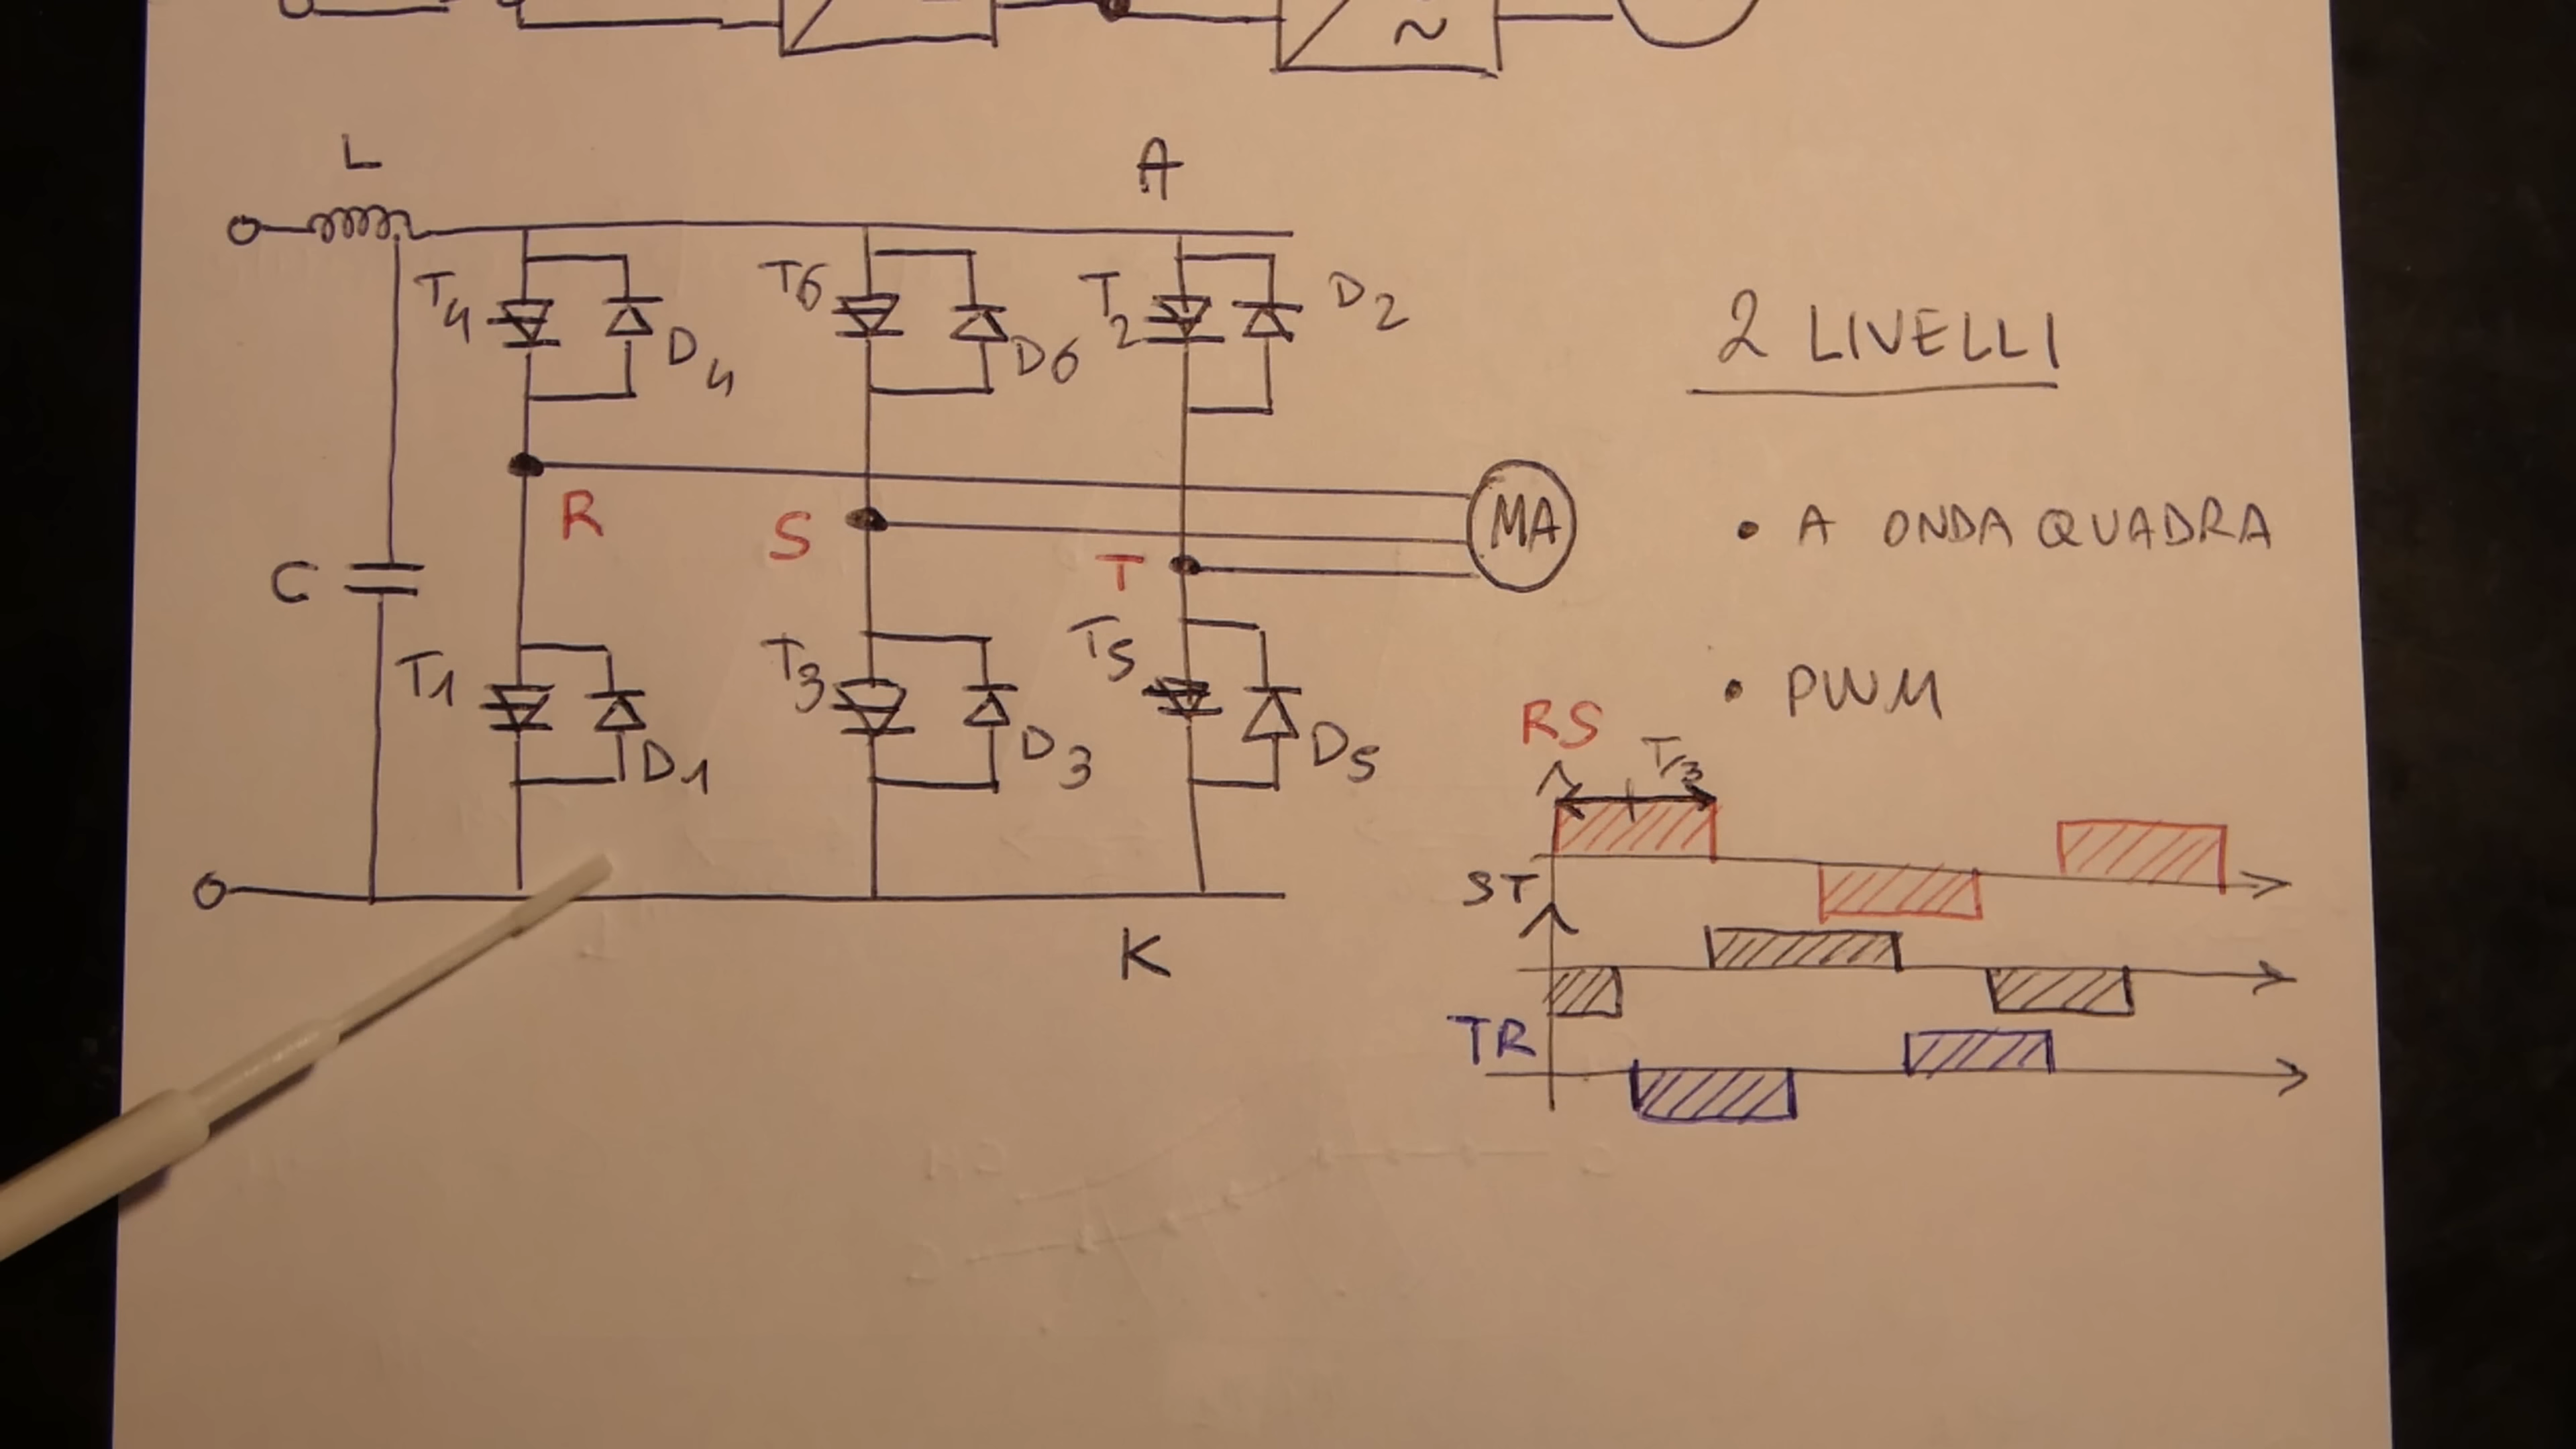 ~
L
A
T4
D4
T6
D6
T2
D2
2 LIVELLI
R
S
T
MA
• A ONDA QUADRA
C
T1
D1
T3
D3
T5
D5
• PWM
RS
T/3
ST
K
TR